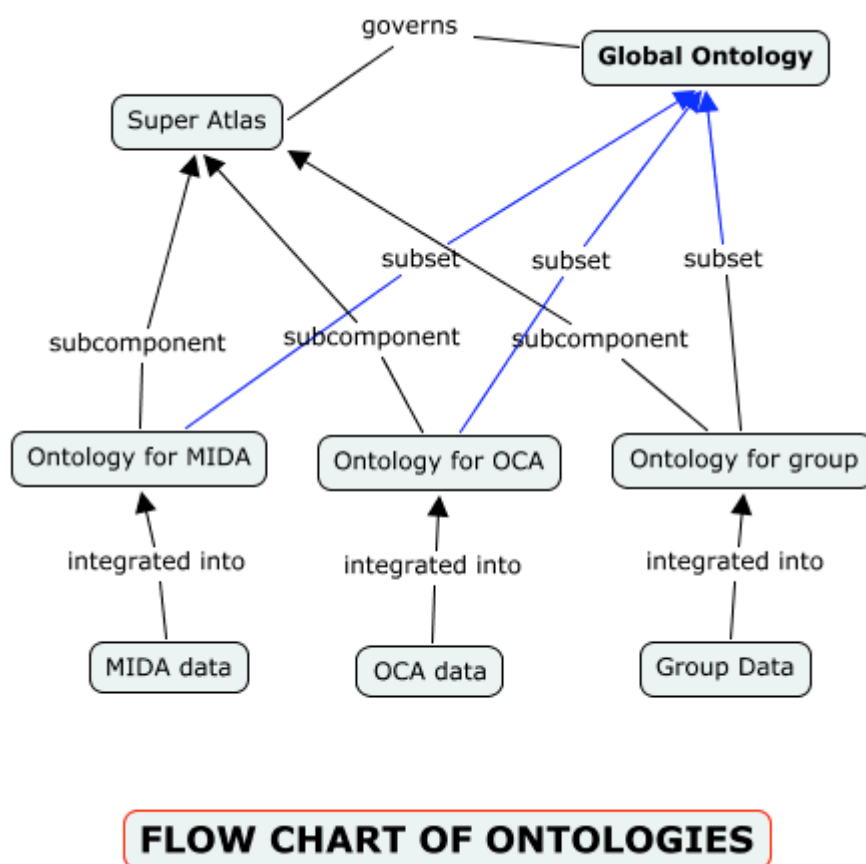 governs
Global Ontology
Super Atlas
subset
subset
subset
subcomponent
subcomponent
subcomponent
Ontology for MIDA
Ontology for OCA
Ontology for group
integrated into
integrated into
integrated into
MIDA data
OCA data
Group Data
FLOW CHART OF ONTOLOGIES